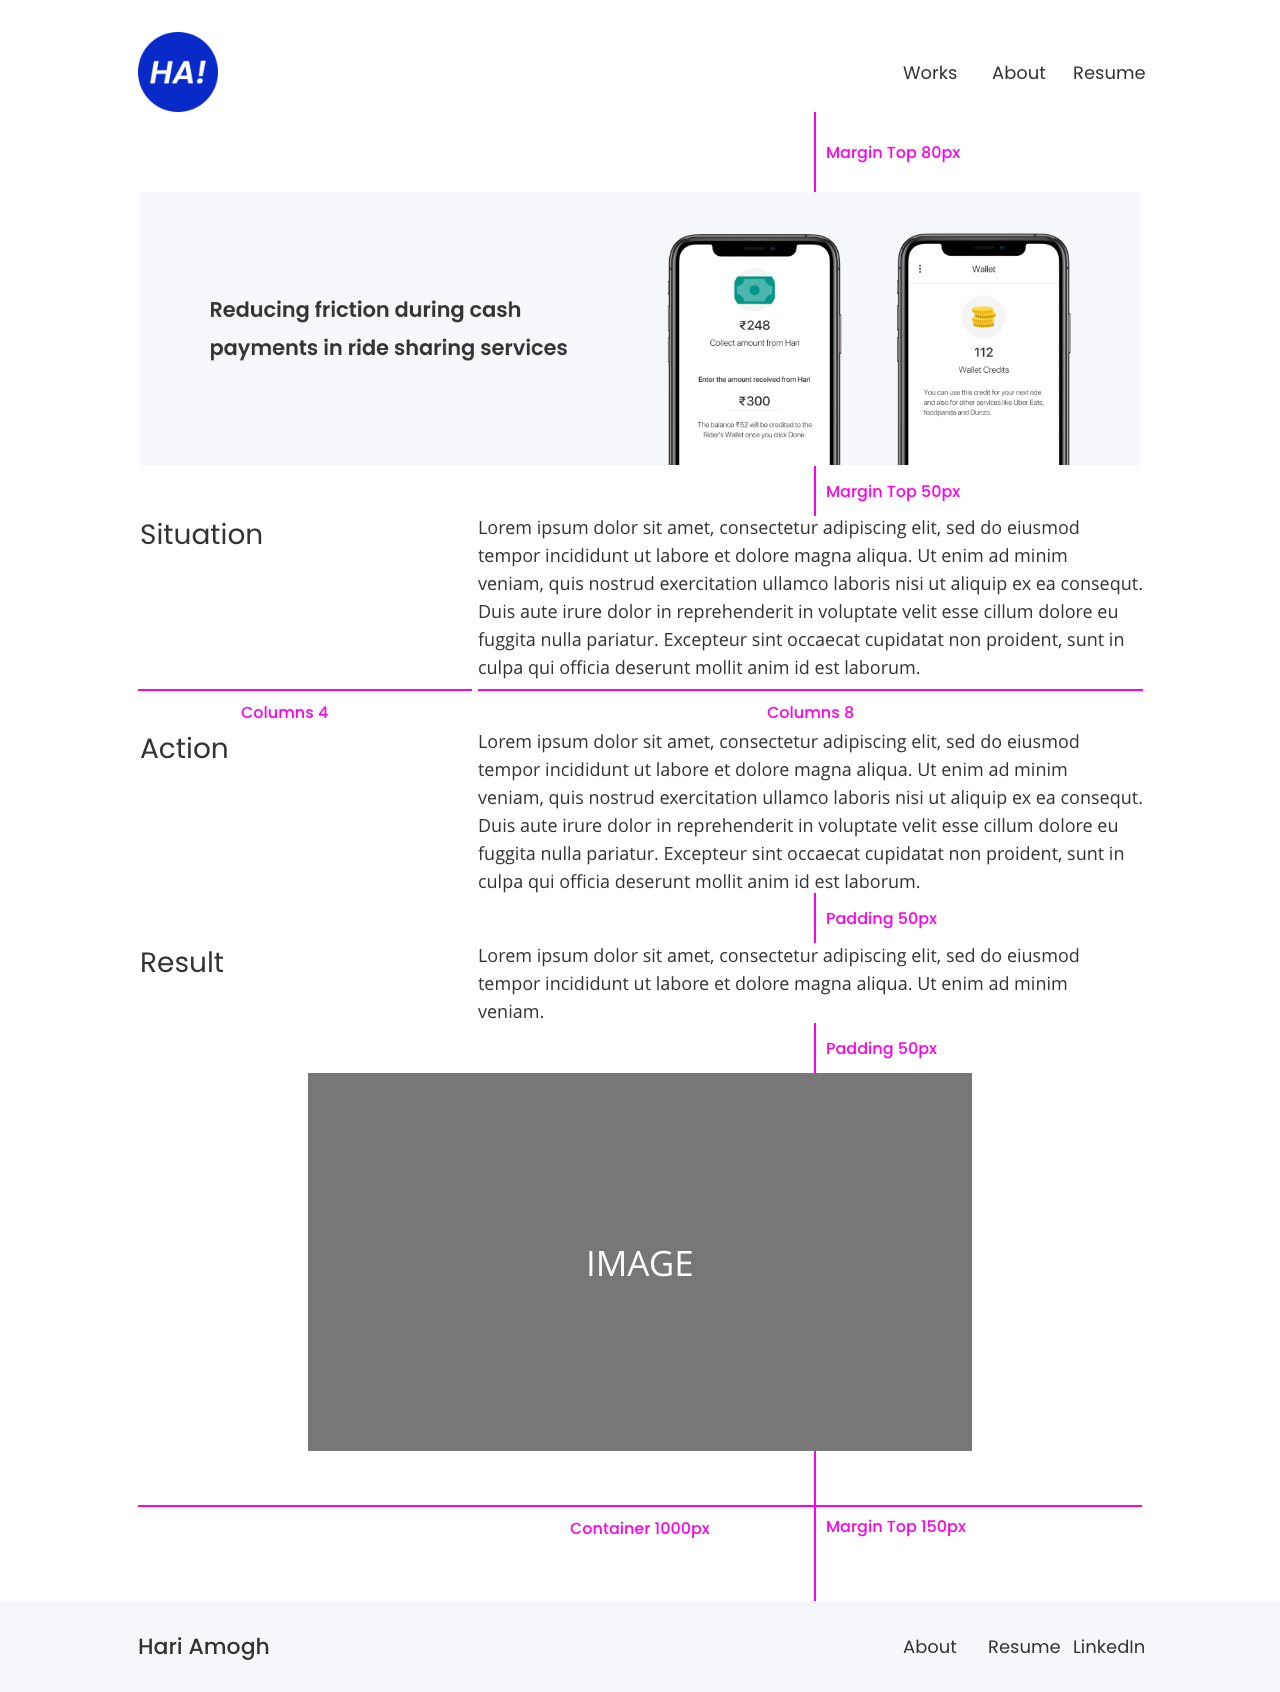 HA!
Works About Resume
Margin Top 80px
Reducing friction during cash
payments in ride sharing services
₹248
Collect amount from Hari
Enter the amount received from Hari
₹300
The balance ₹52 will be credited to the
Rider's Wallet once you click Done.
Wallet
112
Wallet Credits
You can use this credit for your next ride
and also for other services like Uber Eats,
foodpanda and Dunzo.
Margin Top 50px
Situation
Lorem ipsum dolor sit amet, consectetur adipiscing elit, sed do eiusmod
tempor incididunt ut labore et dolore magna aliqua. Ut enim ad minim
veniam, quis nostrud exercitation ullamco laboris nisi ut aliquip ex ea consequt.
Duis aute irure dolor in reprehenderit in voluptate velit esse cillum dolore eu
fuggita nulla pariatur. Excepteur sint occaecat cupidatat non proident, sunt in
culpa qui officia deserunt mollit anim id est laborum.
Columns 4
Columns 8
Action
Lorem ipsum dolor sit amet, consectetur adipiscing elit, sed do eiusmod
tempor incididunt ut labore et dolore magna aliqua. Ut enim ad minim
veniam, quis nostrud exercitation ullamco laboris nisi ut aliquip ex ea consequt.
Duis aute irure dolor in reprehenderit in voluptate velit esse cillum dolore eu
fuggita nulla pariatur. Excepteur sint occaecat cupidatat non proident, sunt in
culpa qui officia deserunt mollit anim id est laborum.
Padding 50px
Result
Lorem ipsum dolor sit amet, consectetur adipiscing elit, sed do eiusmod
tempor incididunt ut labore et dolore magna aliqua. Ut enim ad minim
veniam.
Padding 50px
IMAGE
Container 1000px
Margin Top 150px
Hari Amogh
About Resume LinkedIn